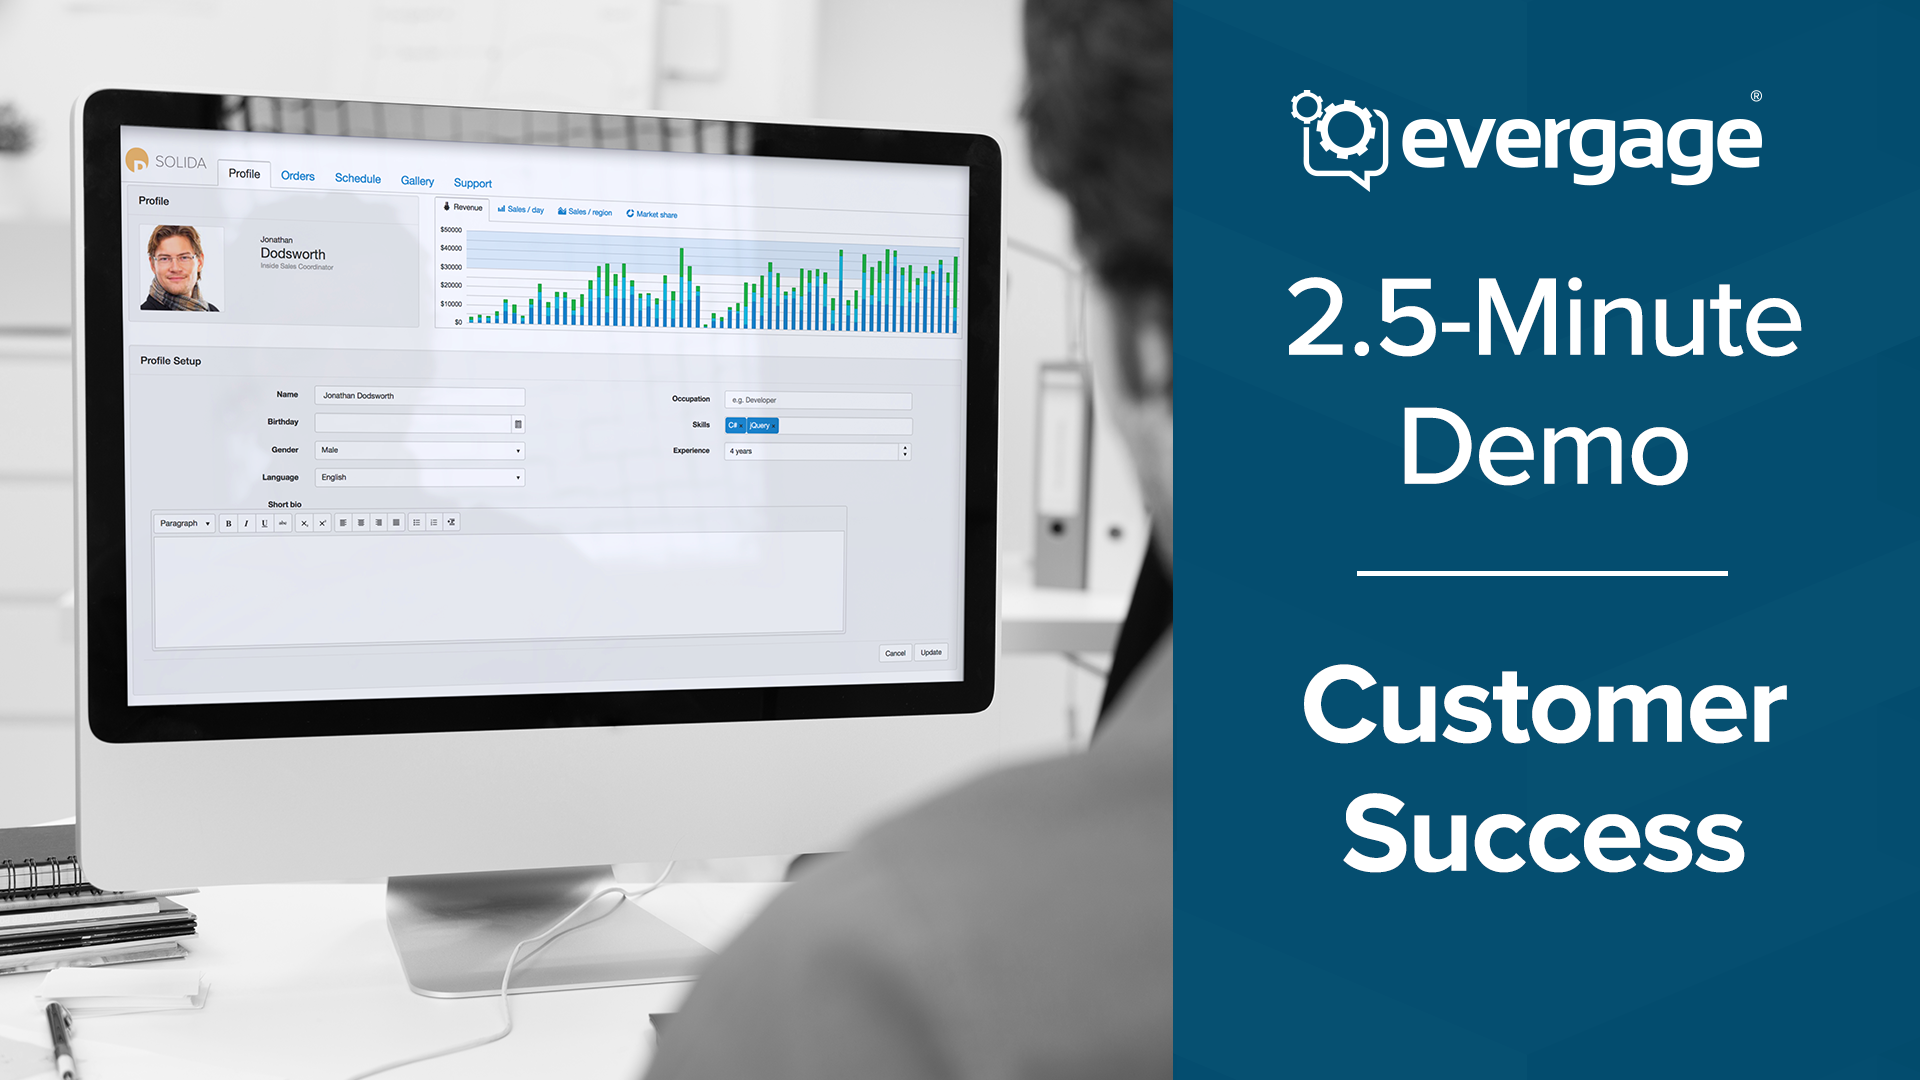 SOLIDA
Profile
Orders
Schedule
Gallery
Support
Profile
Jonathan
Dodsworth
Inside Sales Coordinator
Revenue
Sales / day
Sales / region
Market share
$50000
$40000
$30000
$20000
$10000
$0
Profile Setup
Name
Jonathan Dodsworth
Birthday
Gender
Male
Language
English
Short bio
Occupation
e.g. Developer
Skills
C# x
jQuery x
Experience
4 years
Paragraph
B I U abc X, X'
Cancel
Update
evergage®
2.5-Minute
Demo
Customer
Success